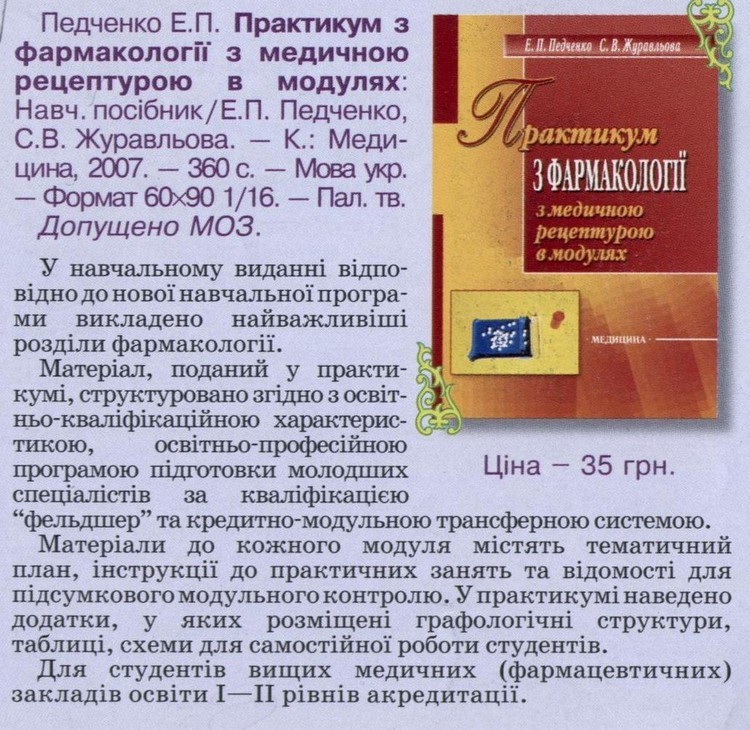 Педченко Е.П. Практикум з
фармакології з медичною
рецептурою в модулях:
Навч. посібник/Е.П. Педченко,
С.В. Журавльова. — К.: Меди-
цина, 2007. — 360 с. — Мова укр.
— Формат 60×90 1/16. — Пал. тв.
Допущено МОЗ.
У навчальному виданні відпо-
відно до нової навчальної програ-
ми викладено найважливіші
розділи фармакології.
Матеріал, поданий у практи-
кумі, структуровано згідно з освіт-
ньо-кваліфікаційною характерис-
тикою, освітньо-професійною
програмою підготовки молодших
спеціалістів за кваліфікацією
“фельдшер” та кредитно-модульною трансферною системою.
Матеріали до кожного модуля містять тематичний
план, інструкції до практичних занять та відомості для
підсумкового модульного контролю. У практикумі наведено
додатки, у яких розміщені графологічні структури,
таблиці, схеми для самостійної роботи студентів.
Для студентів вищих медичних (фармацевтичних)
закладів освіти I—II рівнів акредитації.
Е. П. Педченко С. В. Журавльова
Практикум
З ФАРМАКОЛОГІЇ
з медичною
рецептурою
в модулях
· МЕДИЦИНА ·
Ціна – 35 грн.